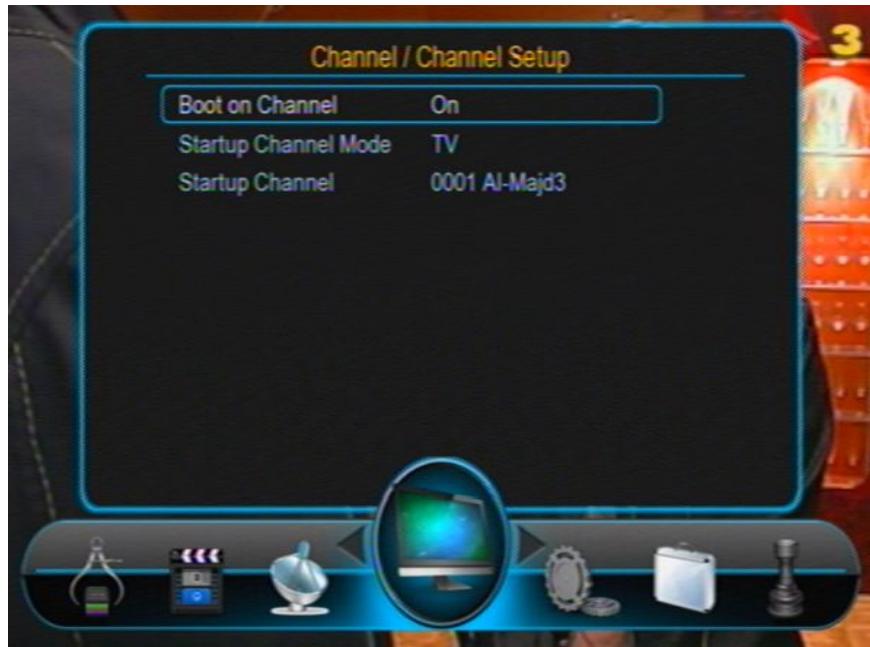 3
Channel / Channel Setup
Boot on Channel On
Startup Channel Mode TV
Startup Channel 0001 Al-Majd3